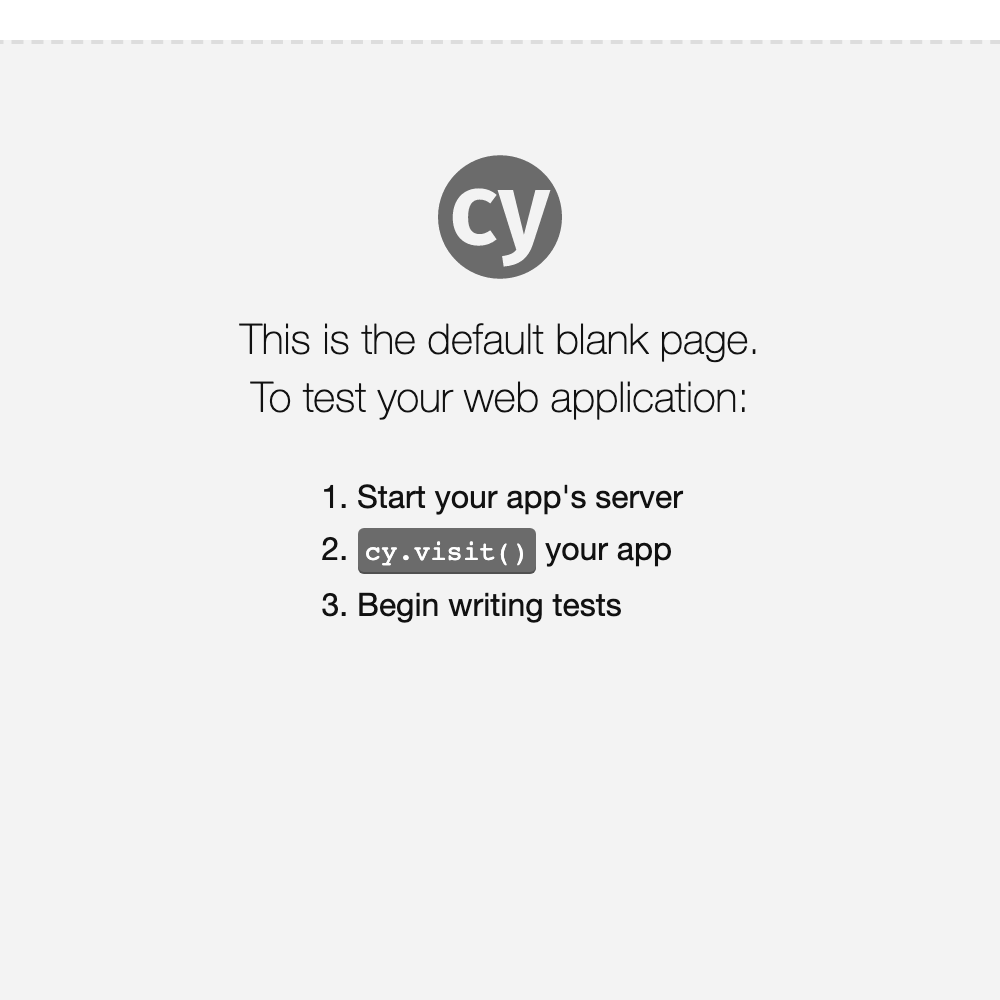 cy
This is the default blank page.
To test your web application:
1. Start your app's server
2. cy.visit() your app
3. Begin writing tests